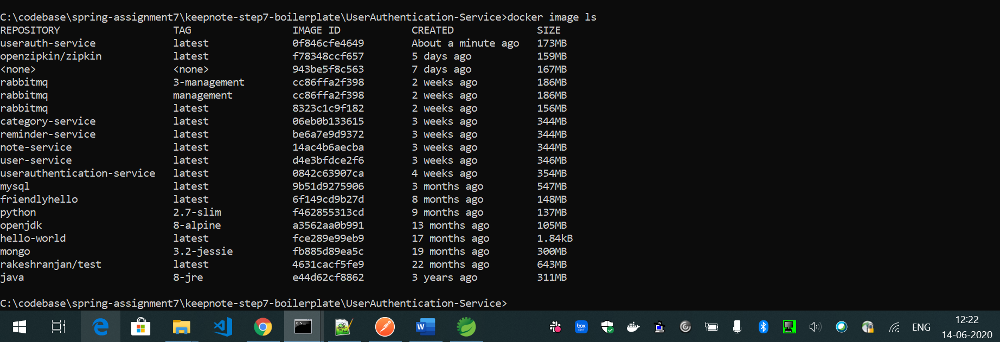 C:\codebase\spring-assignment7\keepnote-step7-boilerplate\UserAuthentication-Service>docker image ls
REPOSITORY TAG IMAGE ID CREATED SIZE
userauth-service latest 0f846cfe4649 About a minute ago 173MB
openzipkin/zipkin latest f78348ccf657 5 days ago 159MB
<none> <none> 943be5f8c563 7 days ago 167MB
rabbitmq 3-management cc86ffa2f398 2 weeks ago 186MB
rabbitmq management cc86ffa2f398 2 weeks ago 186MB
rabbitmq latest 8323c1c9f182 2 weeks ago 156MB
category-service latest 06eb0b133615 3 weeks ago 344MB
reminder-service latest be6a7e9d9372 3 weeks ago 344MB
note-service latest 14ac4b6aecba 3 weeks ago 344MB
user-service latest d4e3bfdce2f6 3 weeks ago 346MB
userauthentication-service latest 0842c63907ca 4 weeks ago 354MB
mysql latest 9b51d9275906 3 months ago 547MB
friendlyhello latest 6f149cd9b27d 8 months ago 148MB
python 2.7-slim f462855313cd 9 months ago 137MB
openjdk 8-alpine a3562aa0b991 13 months ago 105MB
hello-world latest fce289e99eb9 17 months ago 1.84kB
mongo 3.2-jessie fb885d89ea5c 19 months ago 300MB
rakeshranjan/test latest 4631cacf5fe9 22 months ago 643MB
java 8-jre e44d62cf8862 3 years ago 311MB
C:\codebase\spring-assignment7\keepnote-step7-boilerplate\UserAuthentication-Service>
box
EDIT
ENG
12:22
14-06-2020